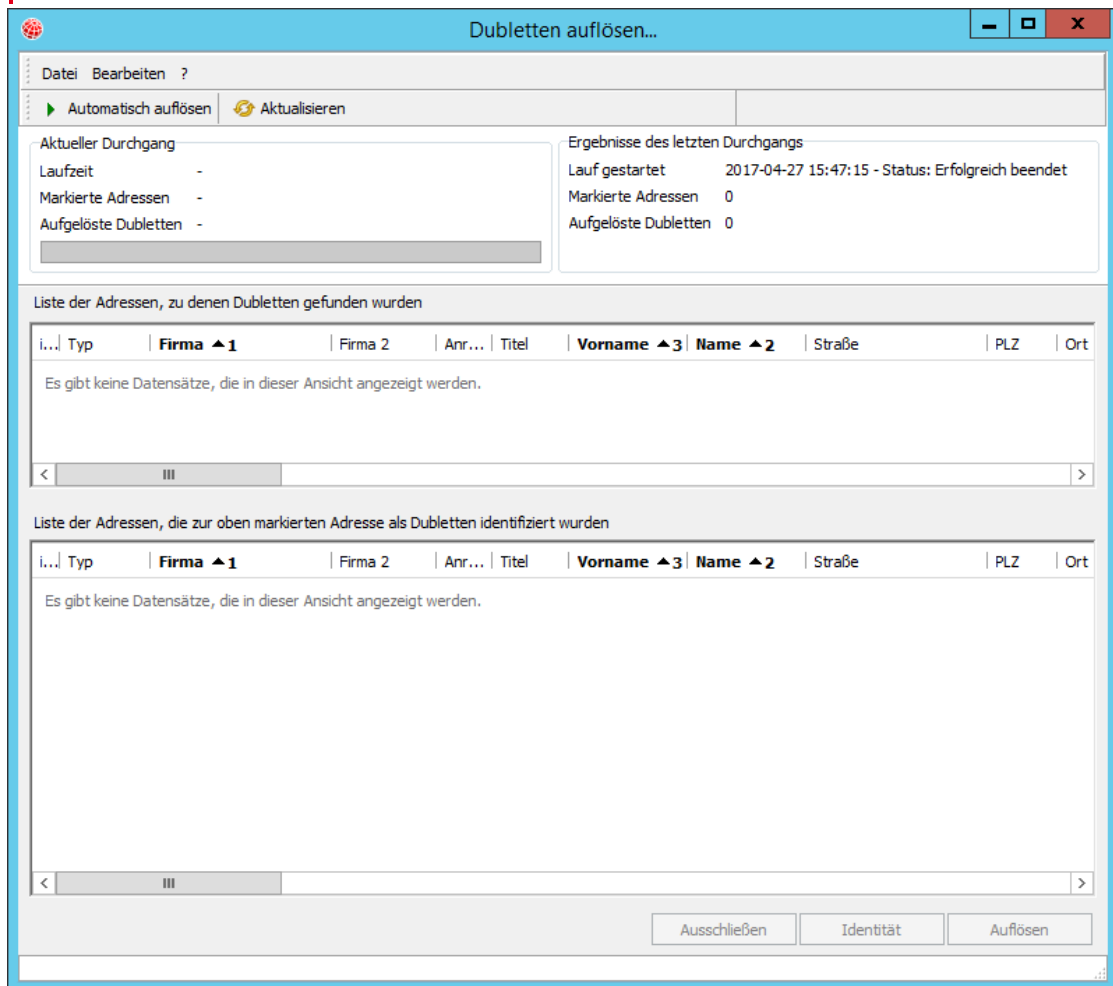 Dubletten auflösen...
Datei Bearbeiten ?
Automatisch auflösen Aktualisieren
Aktueller Durchgang
Laufzeit -
Markierte Adressen -
Aufgelöste Dubletten -
Ergebnisse des letzten Durchgangs
Lauf gestartet 2017-04-27 15:47:15 - Status: Erfolgreich beendet
Markierte Adressen 0
Aufgelöste Dubletten 0
Liste der Adressen, zu denen Dubletten gefunden wurden
i... Typ Firma ▲1 Firma 2 Anr... Titel Vorname ▲3 Name ▲2 Straße PLZ Ort
Es gibt keine Datensätze, die in dieser Ansicht angezeigt werden.
Liste der Adressen, die zur oben markierten Adresse als Dubletten identifiziert wurden
i... Typ Firma ▲1 Firma 2 Anr... Titel Vorname ▲3 Name ▲2 Straße PLZ Ort
Es gibt keine Datensätze, die in dieser Ansicht angezeigt werden.
Ausschließen Identität Auflösen